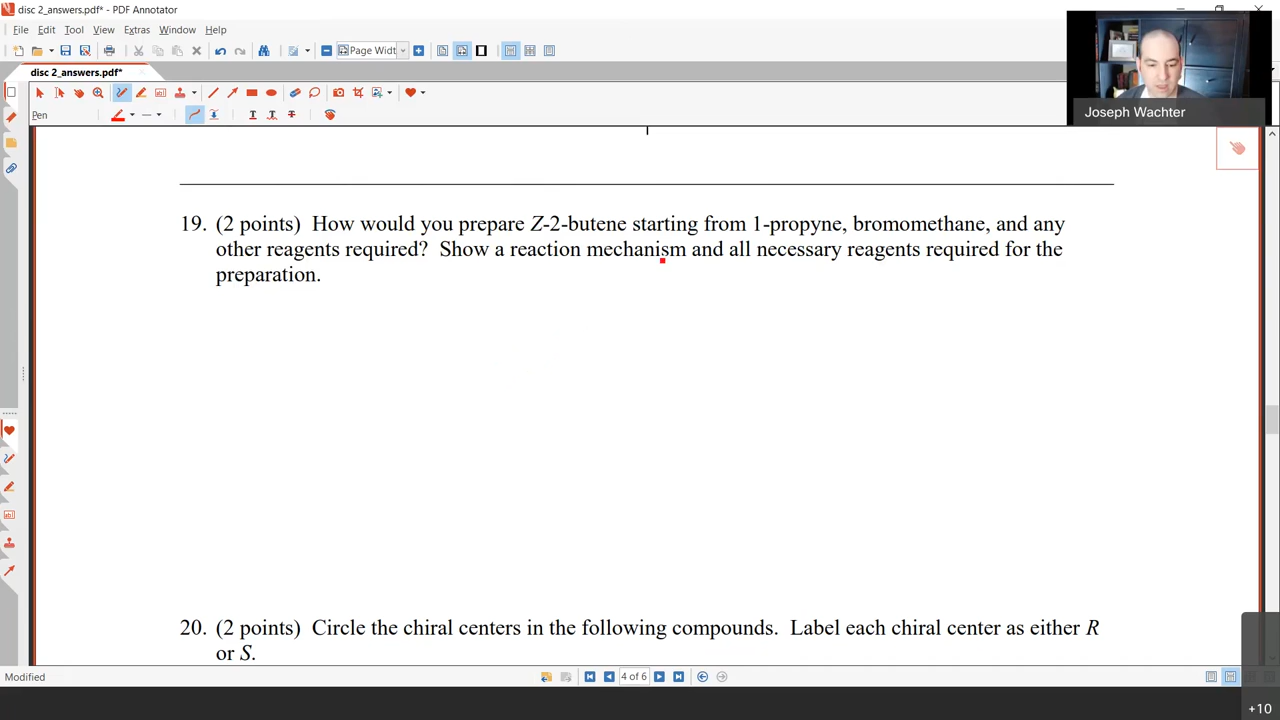 disc 2_answers.pdf* - PDF Annotator
File Edit Tool View Extras Window Help
Page Widt
disc 2_answers.pdf*
Pen
Joseph Wachter
19. (2 points) How would you prepare Z-2-butene starting from 1-propyne, bromomethane, and any
other reagents required? Show a reaction mechanism and all necessary reagents required for the
preparation.
20. (2 points) Circle the chiral centers in the following compounds. Label each chiral center as either R
or S.
Modified
4 of 6
+10